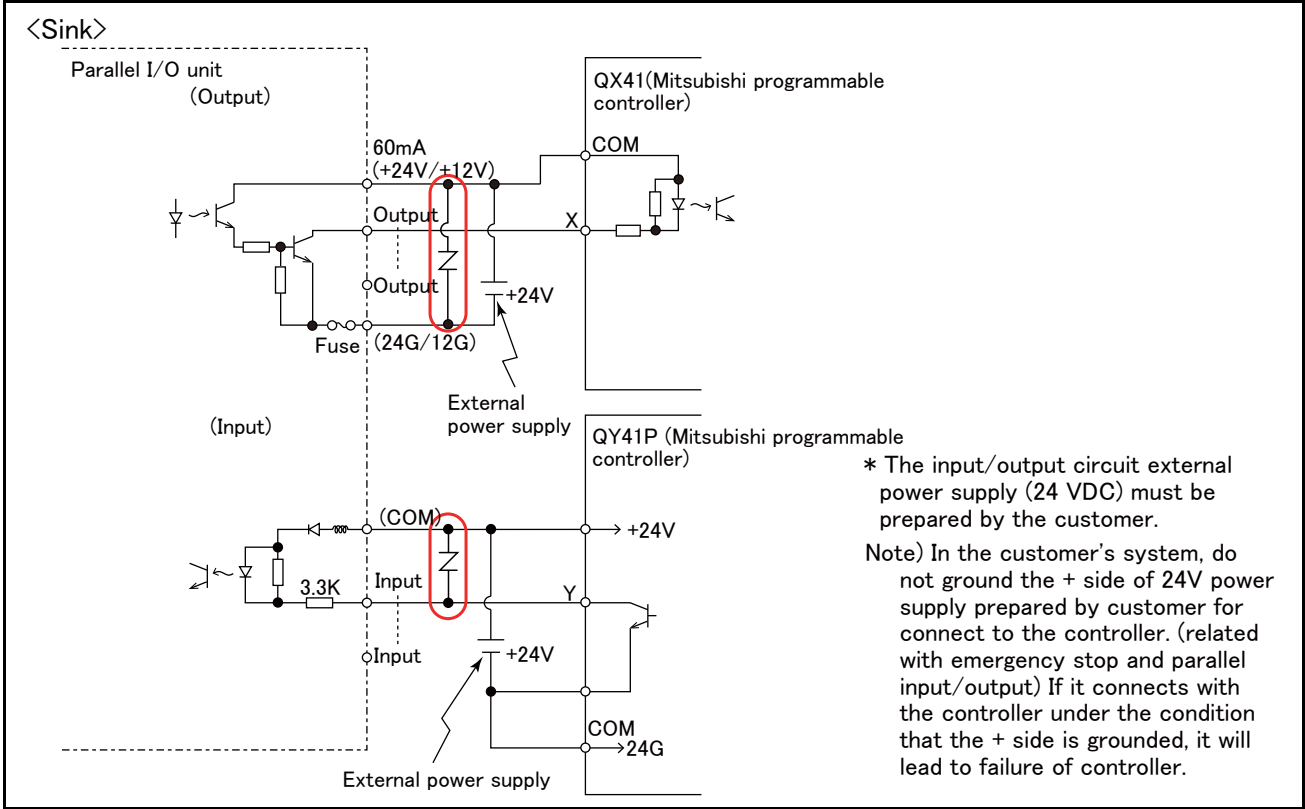 <Sink>
Parallel I/O unit
(Output)
QX41(Mitsubishi programmable
controller)
60mA
(+24V/+12V)
COM
Output
X
Output
+24V
Fuse
(24G/12G)
External
power supply
(Input)
QY41P (Mitsubishi programmable
controller)
(COM)
+24V
3.3K
Input
Y
Input
+24V
COM
24G
External power supply
* The input/output circuit external
power supply (24 VDC) must be
prepared by the customer.
Note) In the customer's system, do
not ground the + side of 24V power
supply prepared by customer for
connect to the controller. (related
with emergency stop and parallel
input/output) If it connects with
the controller under the condition
that the + side is grounded, it will
lead to failure of controller.